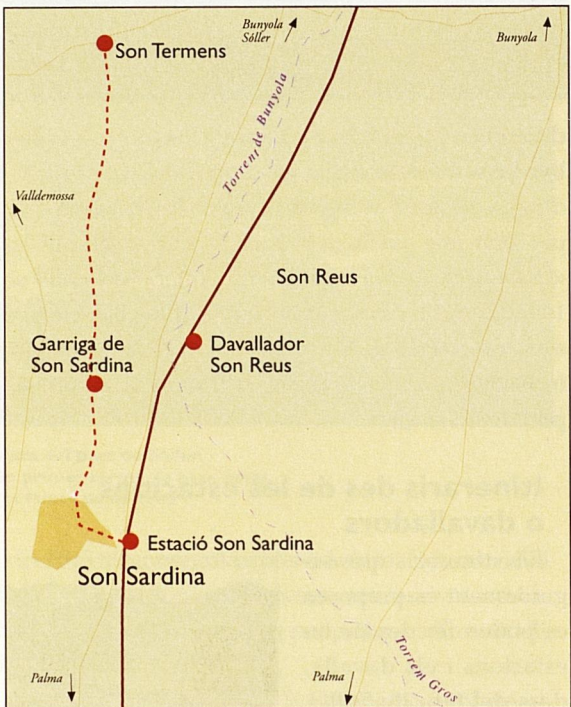 Bunyola
Sóller
Bunyola
Son Termens
Torrent de Bunyola
Valldemossa
Son Reus
Garriga de
Son Sardina
Davallador
Son Reus
Estació Son Sardina
Son Sardina
Torrem Gros
Palma
Palma